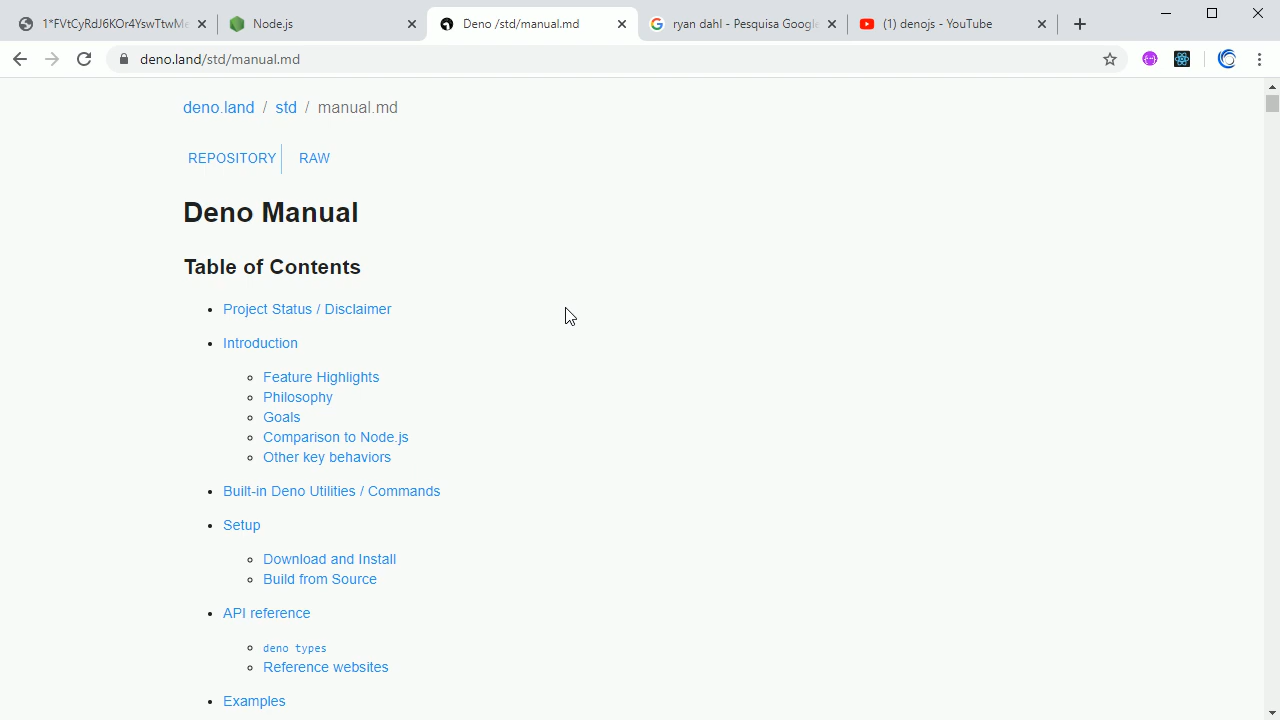 1*FVtCyRdJ6KOr4YswTtwMe
Node.js
Deno /std/manual.md
ryan dahl - Pesquisa Google
(1) denojs - YouTube
deno.land/std/manual.md
deno.land / std / manual.md
REPOSITORY RAW
Deno Manual
Table of Contents
Project Status / Disclaimer
Introduction
Feature Highlights
Philosophy
Goals
Comparison to Node.js
Other key behaviors
Built-in Deno Utilities / Commands
Setup
Download and Install
Build from Source
API reference
deno types
Reference websites
Examples